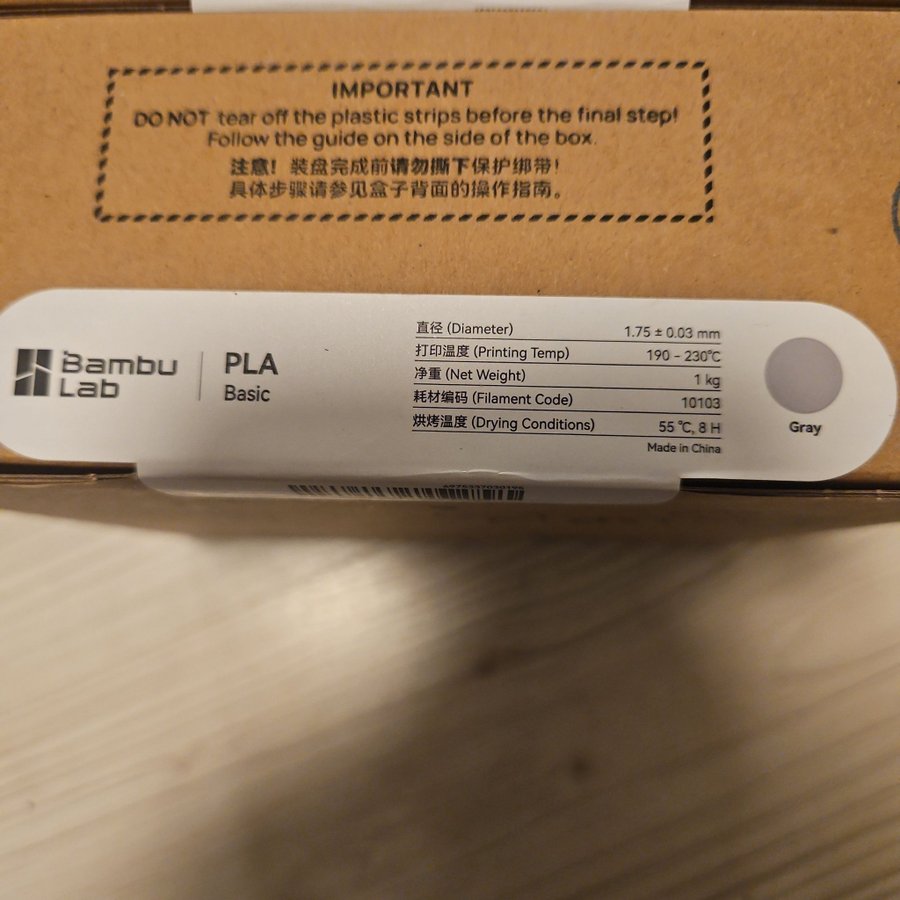 IMPORTANT
DO NOT tear off the plastic strips before the final step!
Follow the guide on the side of the box.
注意！装盘完成前请勿撕下保护绑带！
具体步骤请参见盒子背面的操作指南。
Bambu Lab
PLA
Basic
直径 (Diameter) 1.75 ± 0.03 mm
打印温度 (Printing Temp) 190 - 230℃
净重 (Net Weight) 1 kg
耗材编码 (Filament Code) 10103
烘烤温度 (Drying Conditions) 55 ℃, 8 H
Made in China
Gray